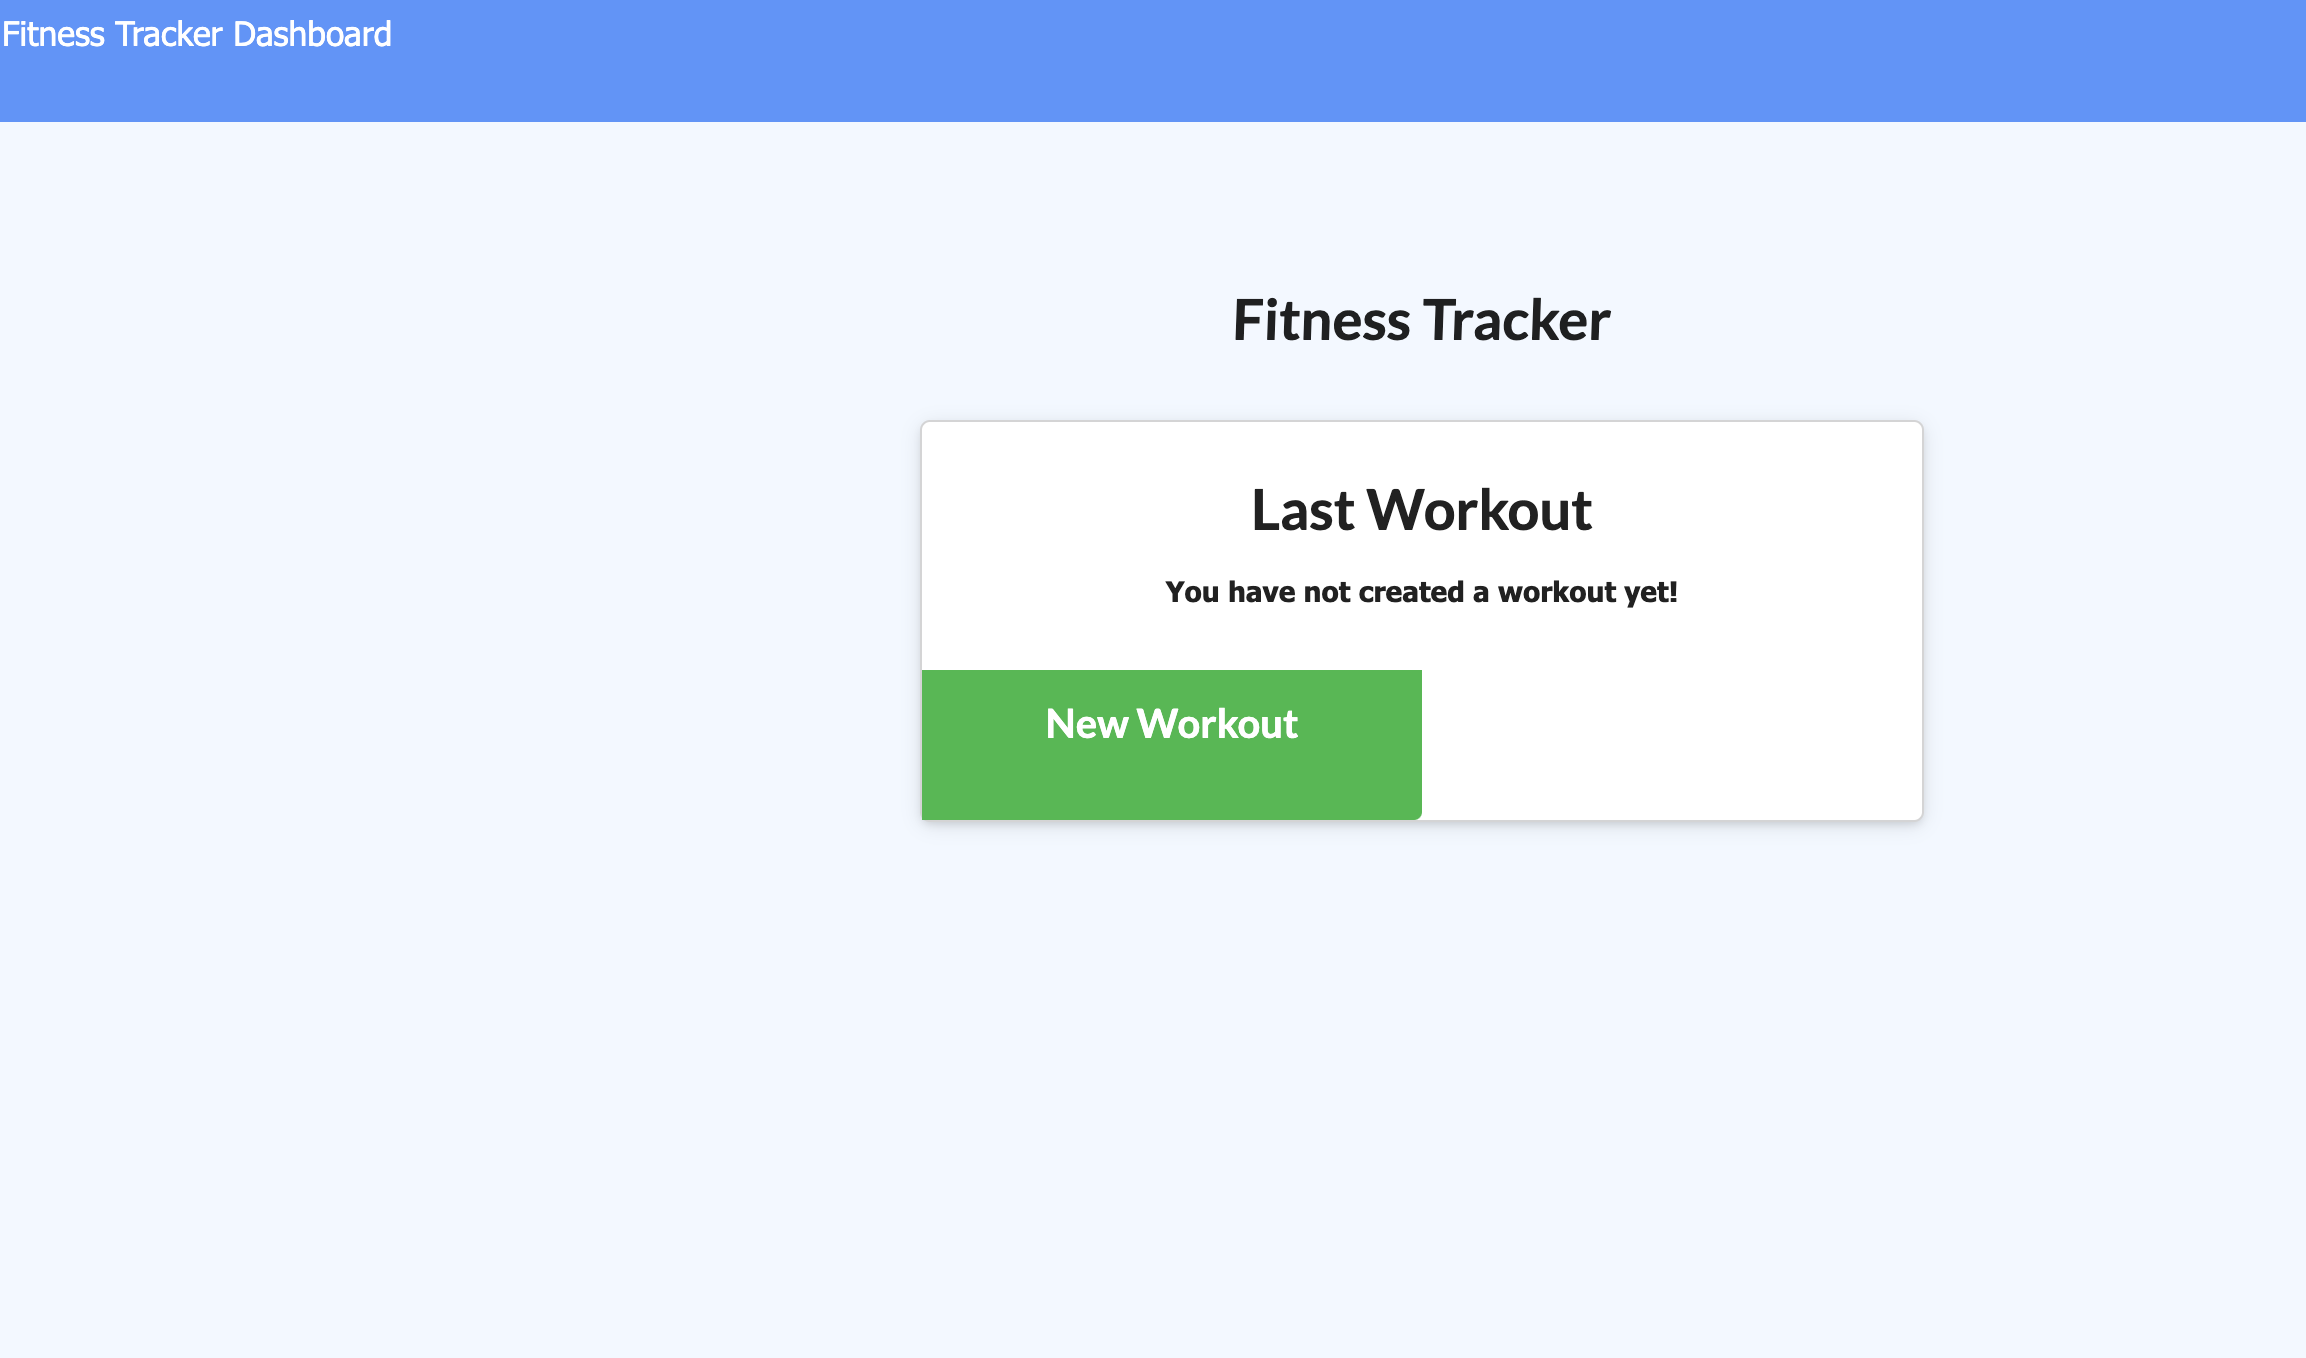 Fitness Tracker Dashboard
Fitness Tracker
Last Workout
You have not created a workout yet!
New Workout